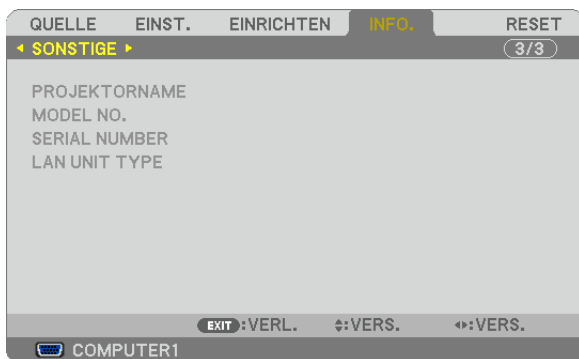 QUELLE EINST. EINRICHTEN INFO. RESET
SONSTIGE 3/3
PROJEKTORNAME
MODEL NO.
SERIAL NUMBER
LAN UNIT TYPE
EXIT:VERL. :VERS. :VERS.
COMPUTER1